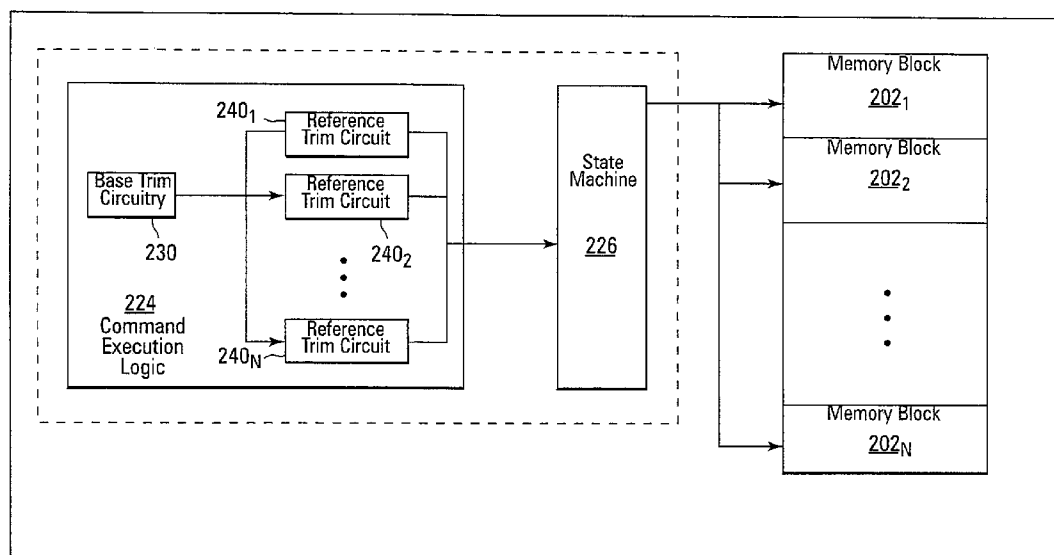 Memory Block
202₁
Memory Block
202₂
Memory Block
202N
240₁
Reference
Trim Circuit
Reference
Trim Circuit
240₂
Reference
Trim Circuit
240N
Base Trim
Circuitry
230
224
Command
Execution
Logic
State
Machine
226